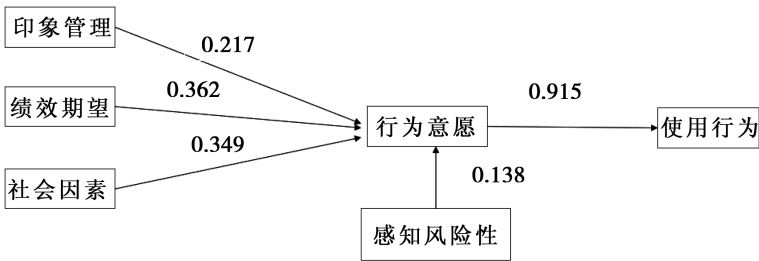 印象管理
0.217
绩效期望
0.362
0.915
行为意愿
使用行为
0.349
社会因素
0.138
感知风险性